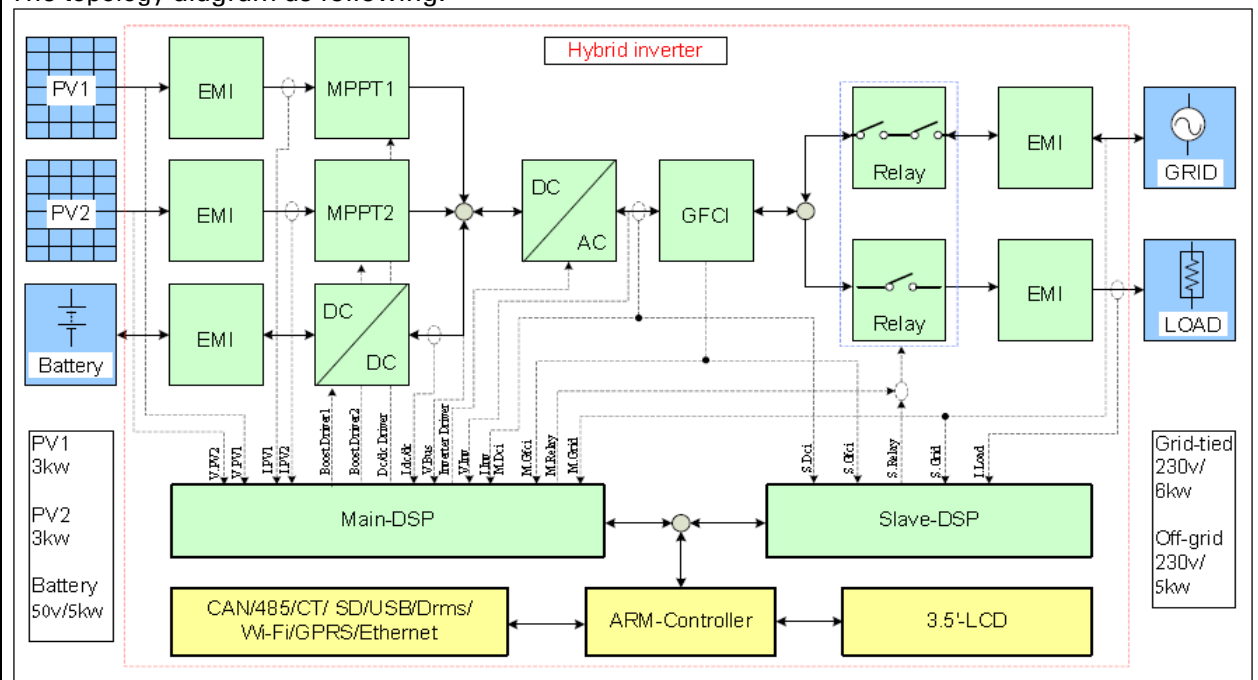 The topology diagram as following:
Hybrid inverter
PV1
EMI
MPPT1
Relay
EMI
GRID
PV2
EMI
MPPT2
DC
AC
GFCI
Battery
EMI
DC
DC
Relay
EMI
LOAD
V.PV2
V.PV1
I.PV1
I.PV2
Boost.Driver1
Boost.Driver2
Dc/dc Driver
I.dc/dc
V.Bus
Inverter Driver
V.Inv
I.Inv
M.Dci
M.Gfci
M.Relay
M.Grid
S.Dci
S.Gfci
S.Relay
S.Grid
I.Load
PV1
3kw
PV2
3kw
Battery
50v/5kw
Main-DSP
Slave-DSP
Grid-tied
230v/
6kw
Off-grid
230v/
5kw
CAN/485/CT/ SD/USB/Drms/
Wi-Fi/GPRS/Ethernet
ARM-Controller
3.5'-LCD